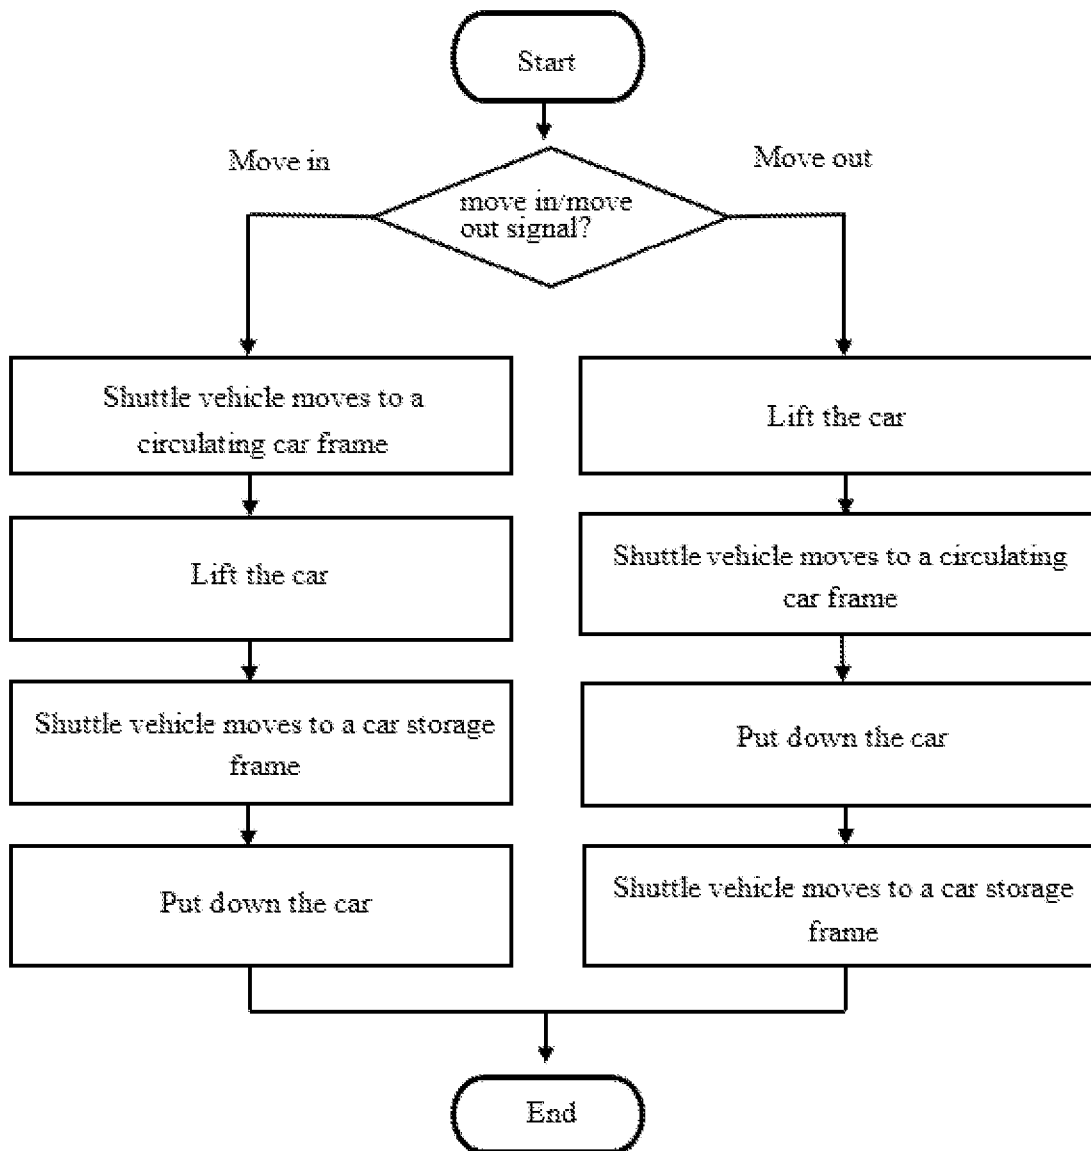 Start
Move in
Move out
move in/move
out signal?
Shuttle vehicle moves to a
circulating car frame
Lift the car
Shuttle vehicle moves to a car storage
frame
Put down the car
Lift the car
Shuttle vehicle moves to a circulating
car frame
Put down the car
Shuttle vehicle moves to a car storage
frame
End